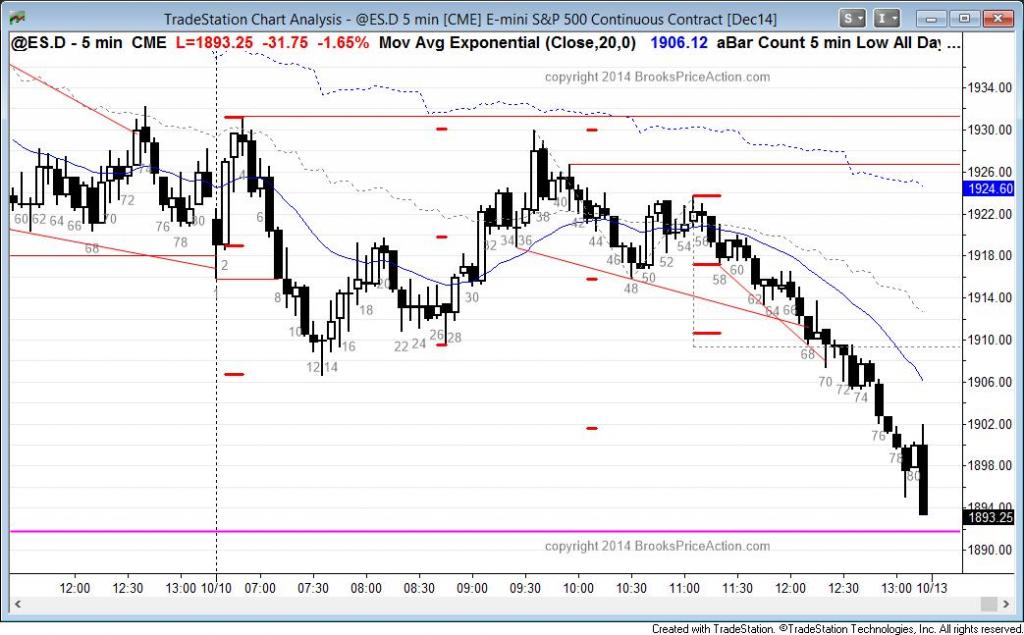 TradeStation Chart Analysis - @ES.D 5 min [CME] E-mini S&P 500 Continuous Contract [Dec14]
S I
@ES.D - 5 min CME L=1893.25 -31.75 -1.65% Mov Avg Exponential (Close,20,0) 1906.12 aBar Count 5 min Low All Day ...
copyright 2014 BrooksPriceAction.com
1934.00
1930.00
1926.00
1924.60
1922.00
1918.00
1914.00
1910.00
1906.00
1902.00
1898.00
1894.00
1893.25
1890.00
60 62 64 66 68 70 72 74 76 78 80
2 4 6 8 10 12 14 16 18 20 22 24 26 28 30 32 34 36 38 40 42 44 46 48 50 52 54 56 58 60 62 64 66 68 70 72 74 76 78 80
copyright 2014 BrooksPriceAction.com
12:00 12:30 13:00 10/10 07:00 07:30 08:00 08:30 09:00 09:30 10:00 10:30 11:00 11:30 12:00 12:30 13:00 10/13
Created with TradeStation. ©TradeStation Technologies, Inc. All rights reserved.